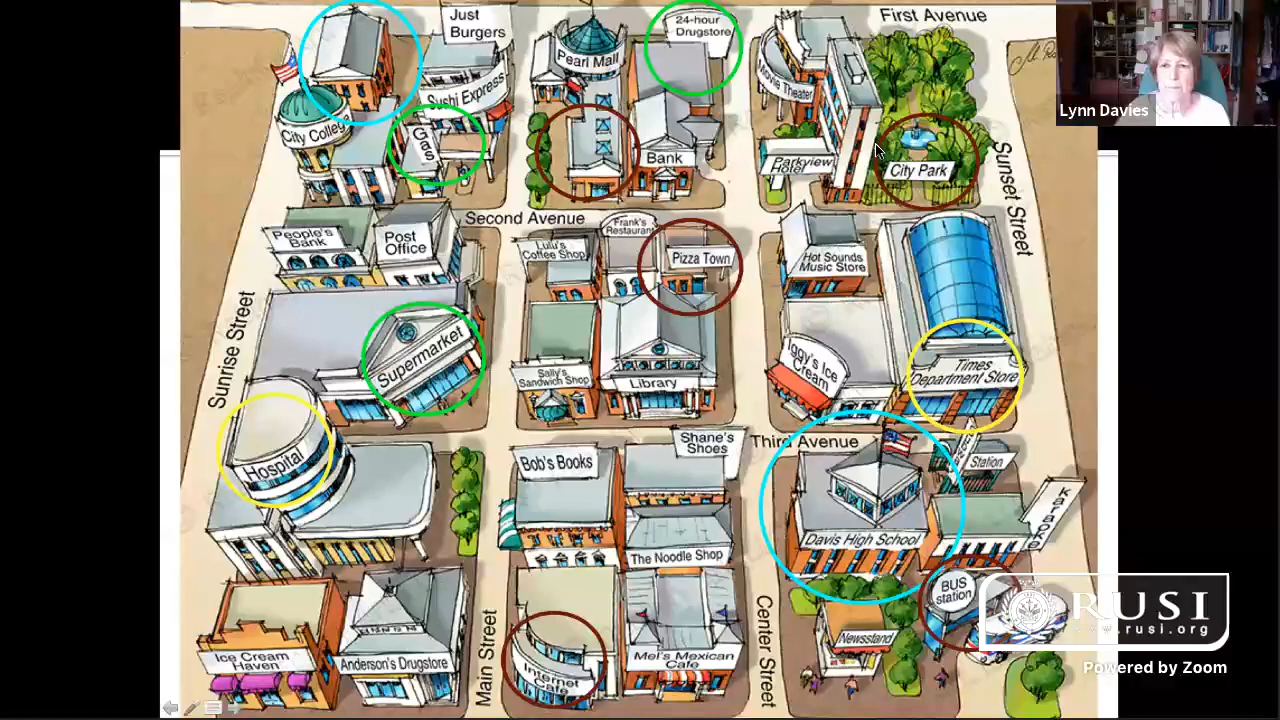 Just
Burgers
24-hour
Drugstore
First Avenue
Pearl Mall
Movie Theater
Sushi Express
City College
Gas
Bank
Parkview
Hotel
City Park
Sunset Street
Lynn Davies
Second Avenue
People's
Bank
Post
Office
Lulu's
Coffee Shop
Frank's
Restaurant
Pizza Town
Hot Sounds
Music Store
Sunrise Street
Supermarket
Sally's
Sandwich Shop
Library
Iggy's Ice
Cream
Times
Department Store
Hospital
Bob's Books
Shane's
Shoes
Third Avenue
Station
Karaoke
Davis High School
The Noodle Shop
BUS
station
Newsstand
Ice Cream
Haven
Anderson's Drugstore
Main Street
Internet
Cafe
Mel's Mexican
Cafe
Center Street
RUSI
www.rusi.org
Powered by Zoom